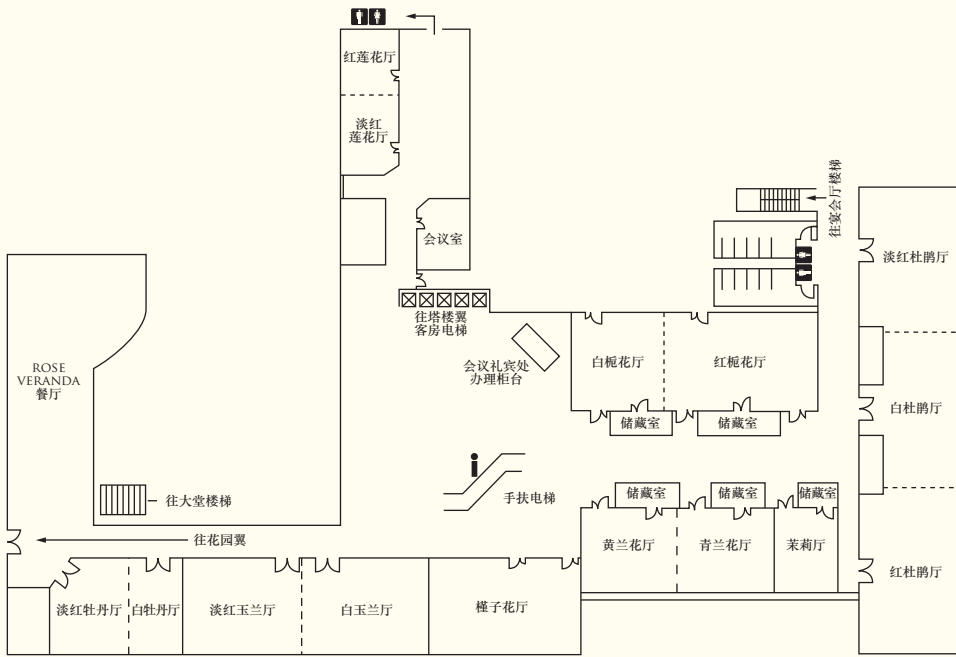 红莲花厅
淡红
莲花厅
会议室
往宴会厅楼梯
淡红杜鹃厅
往塔楼翼
客房电梯
会议礼宾处
办理柜台
白栀花厅
红栀花厅
ROSE
VERANDA
餐厅
白杜鹃厅
储藏室
储藏室
往大堂楼梯
手扶电梯
储藏室
储藏室
储藏室
往花园翼
黄兰花厅
青兰花厅
茉莉厅
红杜鹃厅
淡红牡丹厅
白牡丹厅
淡红玉兰厅
白玉兰厅
槿子花厅